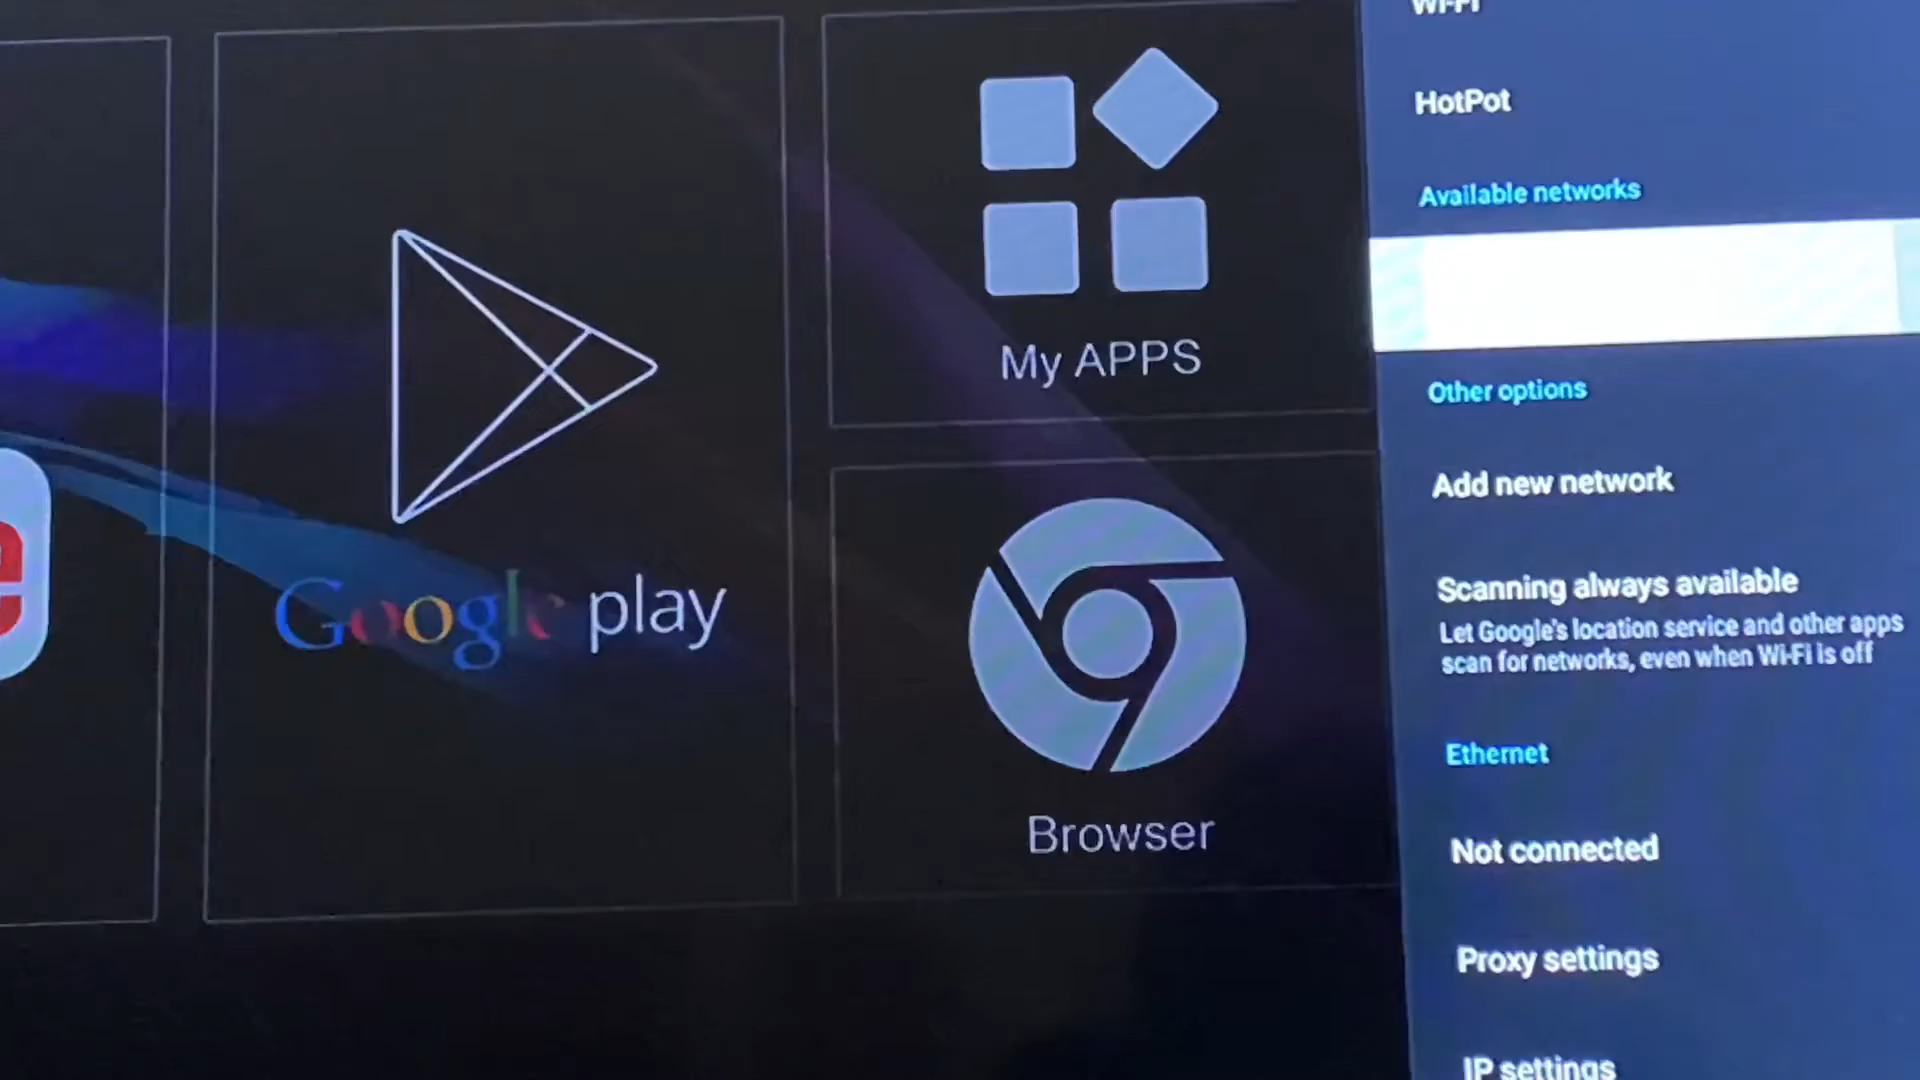 Google play
My APPS
Browser
Wi-Fi
HotPot
Available networks
Other options
Add new network
Scanning always available
Let Google's location service and other apps
scan for networks, even when Wi-Fi is off
Ethernet
Not connected
Proxy settings
IP settings